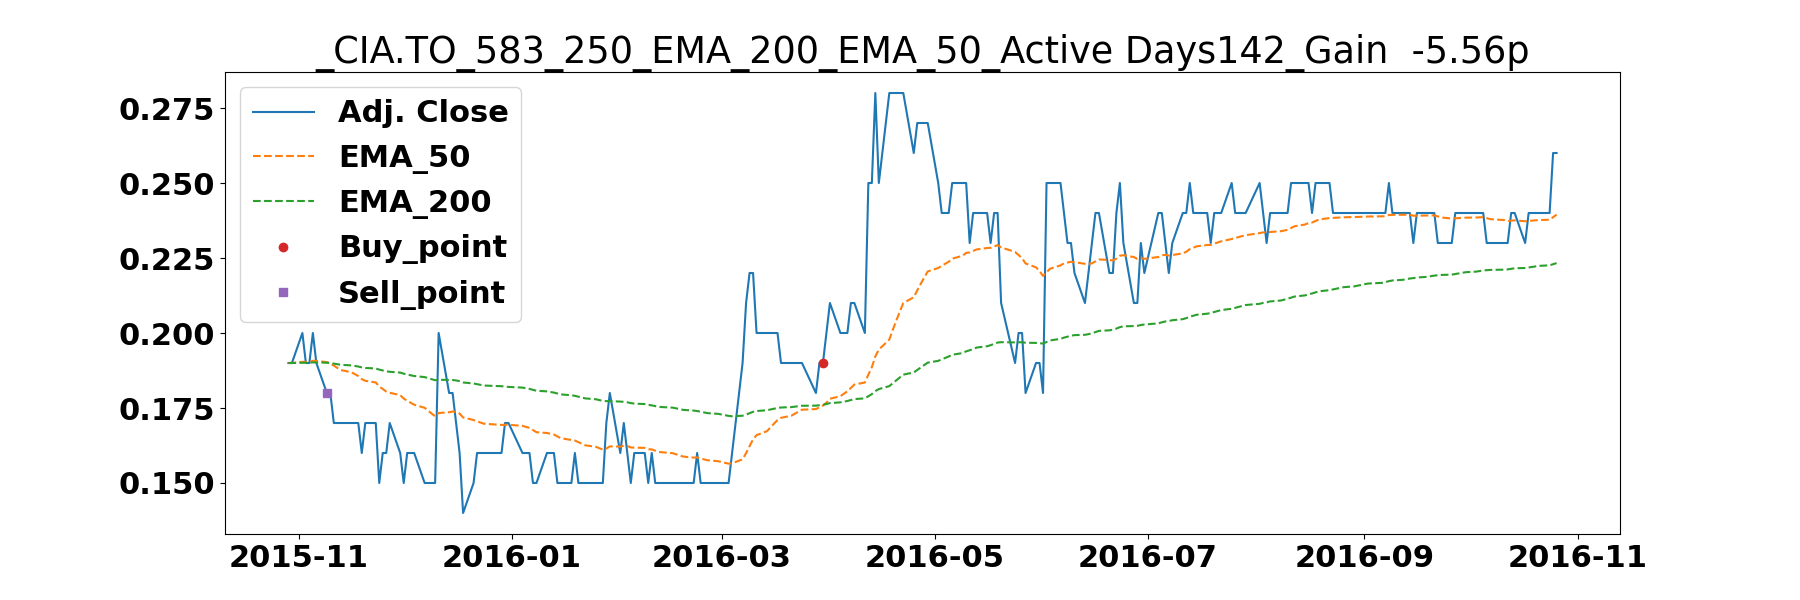 _CIA.TO_583_250_EMA_200_EMA_50_Active Days142_Gain  -5.56p
0.275
0.250
0.225
0.200
0.175
0.150
Adj. Close
EMA_50
EMA_200
Buy_point
Sell_point
2015-11 2016-01 2016-03 2016-05 2016-07 2016-09 2016-11